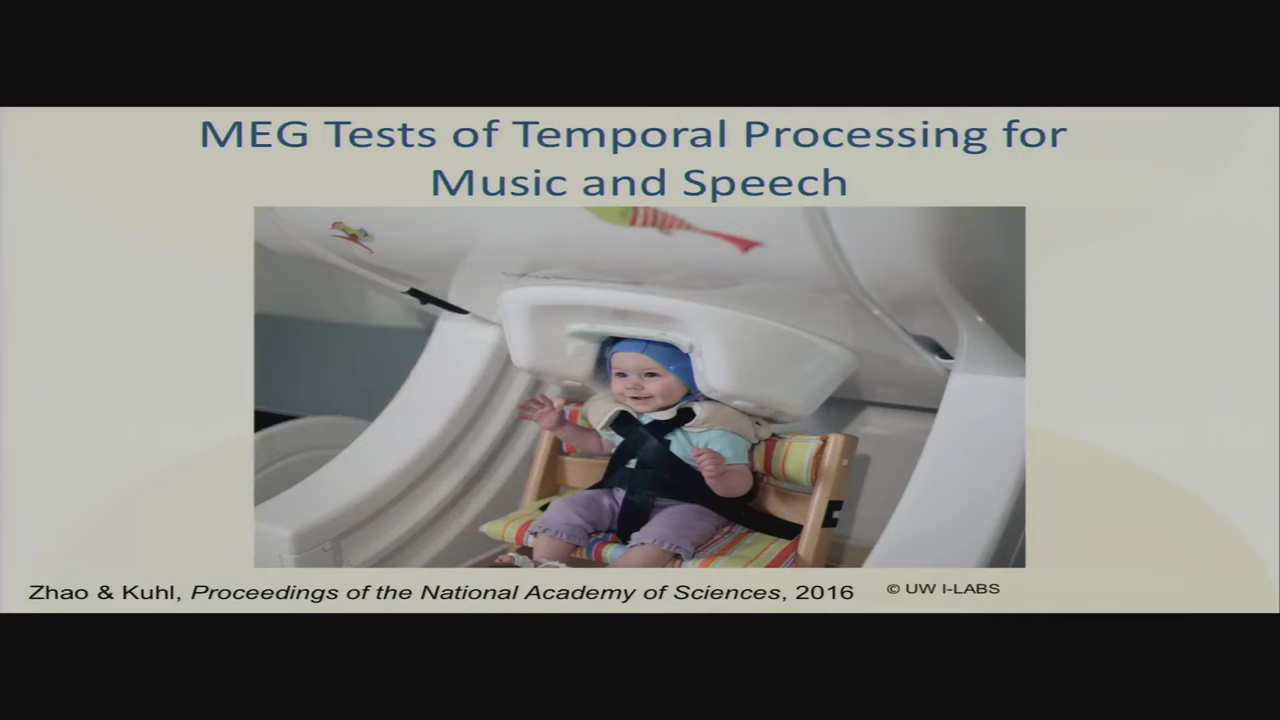 MEG Tests of Temporal Processing for
Music and Speech
Zhao & Kuhl, Proceedings of the National Academy of Sciences, 2016
© UW I-LABS